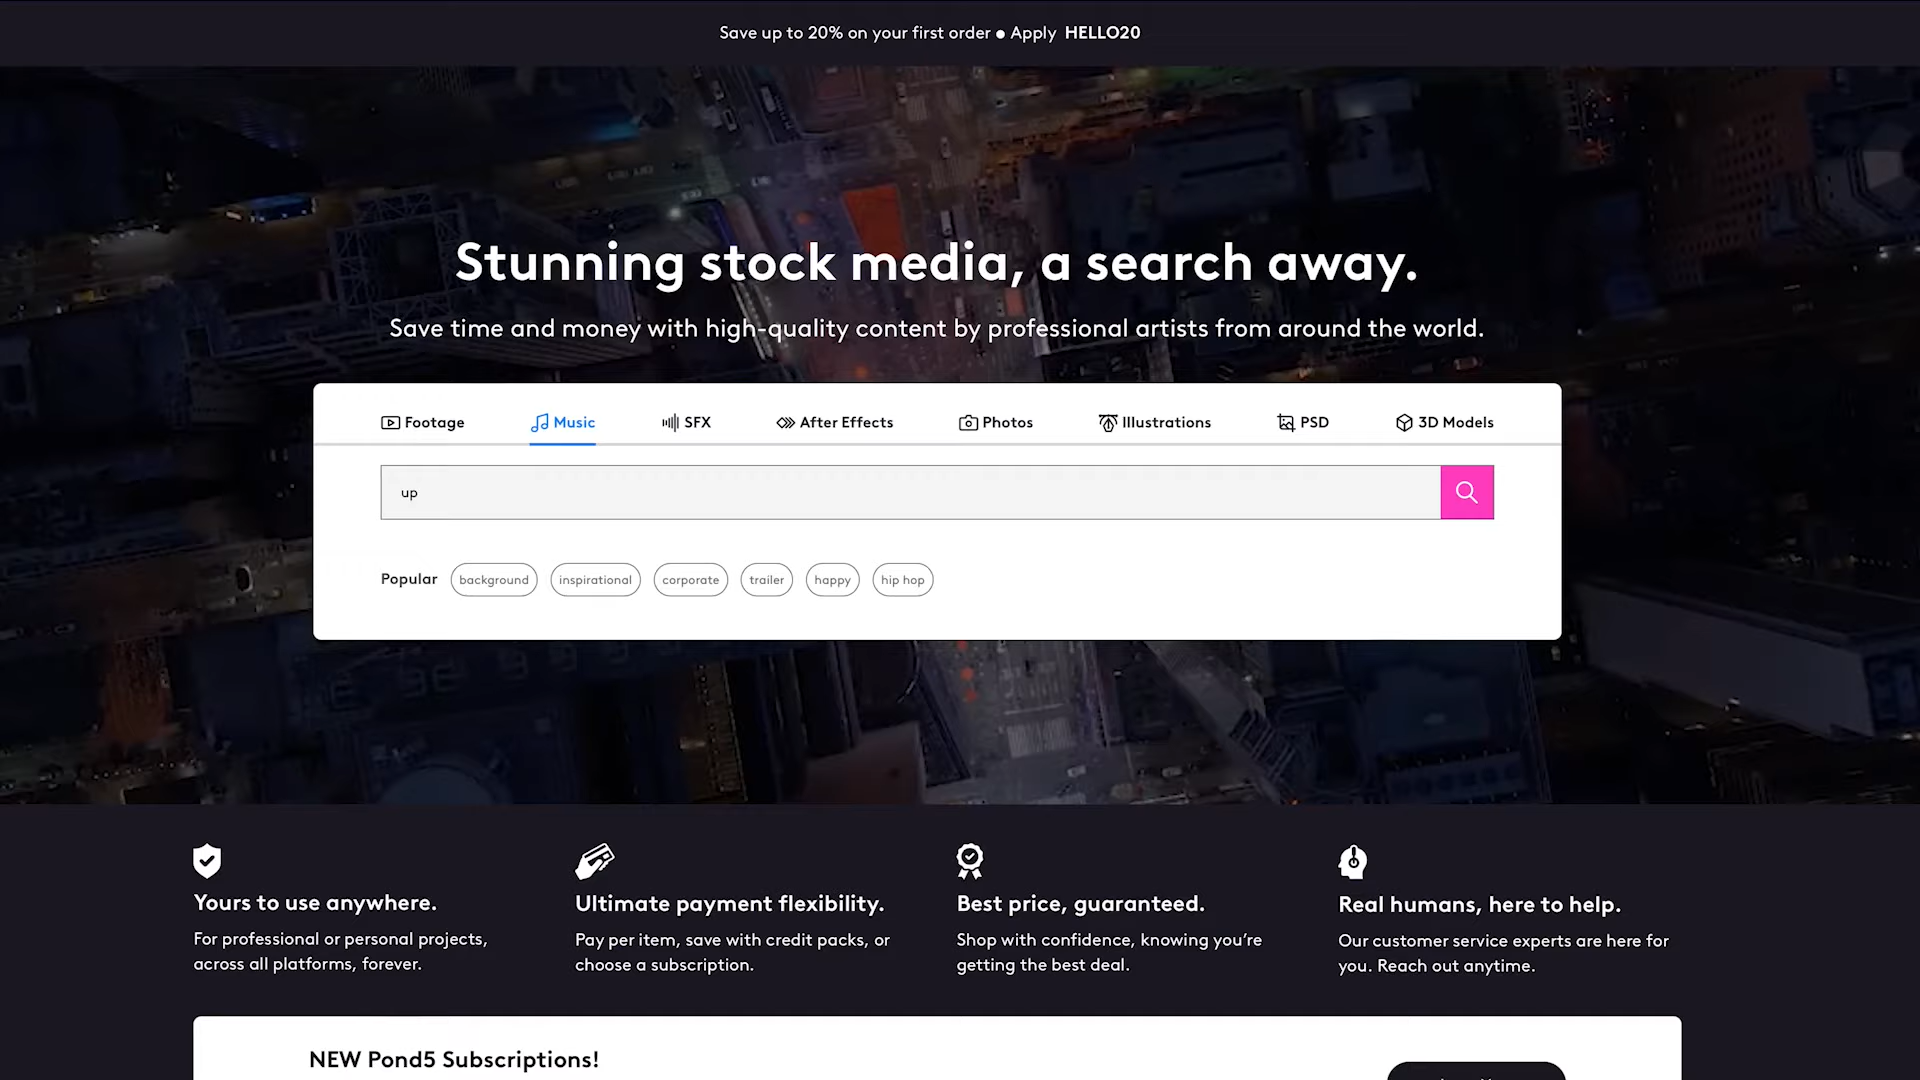 Save up to 20% on your first order ● Apply HELLO20
Stunning stock media, a search away.
Save time and money with high-quality content by professional artists from around the world.
Footage Music SFX After Effects Photos Illustrations PSD 3D Models
up
Popular background inspirational corporate trailer happy hip hop
Yours to use anywhere.
For professional or personal projects,
across all platforms, forever.
Ultimate payment flexibility.
Pay per item, save with credit packs, or
choose a subscription.
Best price, guaranteed.
Shop with confidence, knowing you’re
getting the best deal.
Real humans, here to help.
Our customer service experts are here for
you. Reach out anytime.
NEW Pond5 Subscriptions!